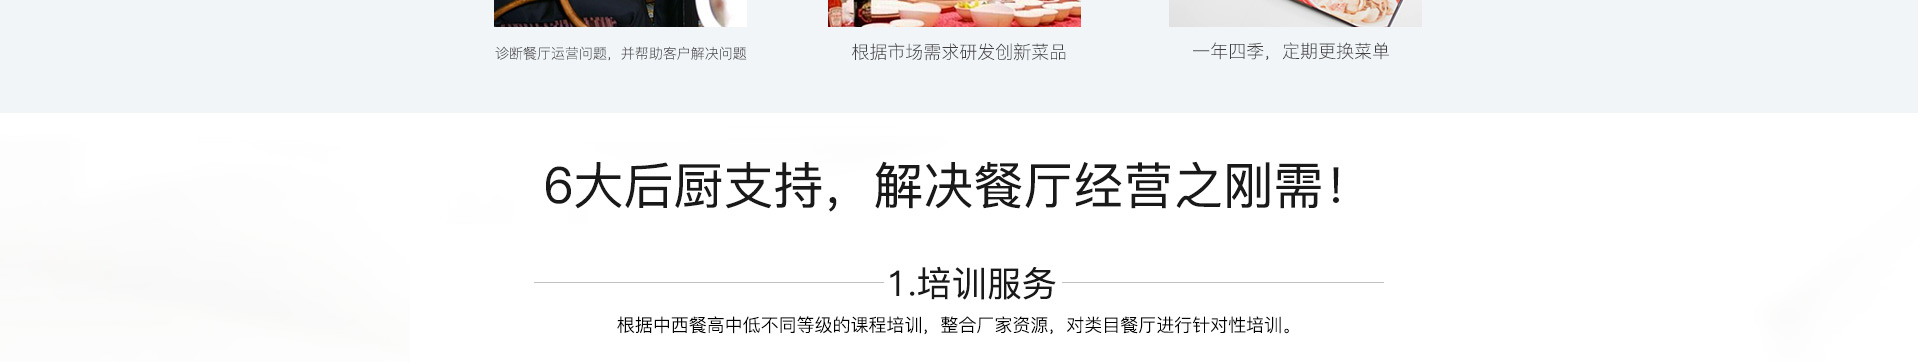 诊断餐厅运营问题，并帮助客户解决问题
根据市场需求研发创新菜品
一年四季，定期更换菜单
6大后厨支持，解决餐厅经营之刚需！
1.培训服务
根据中西餐高中低不同等级的课程培训，整合厂家资源，对类目餐厅进行针对性培训。